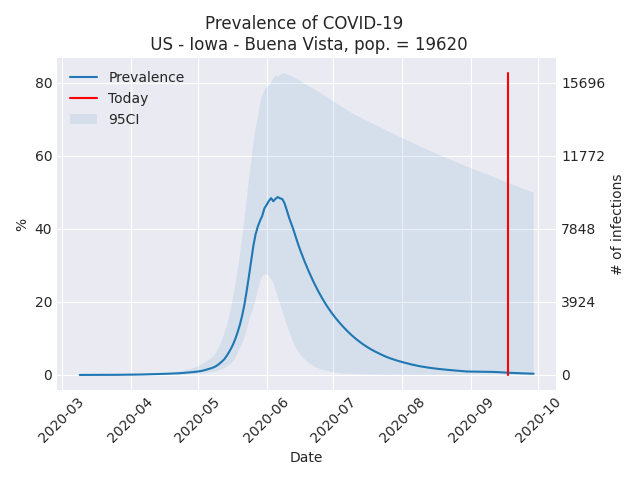 Prevalence of COVID-19
US - Iowa - Buena Vista, pop. = 19620
Prevalence
Today
95CI
80
60
40
20
0
%
15696
11772
7848
3924
0
# of infections
2020-03
2020-04
2020-05
2020-06
2020-07
2020-08
2020-09
2020-10
Date